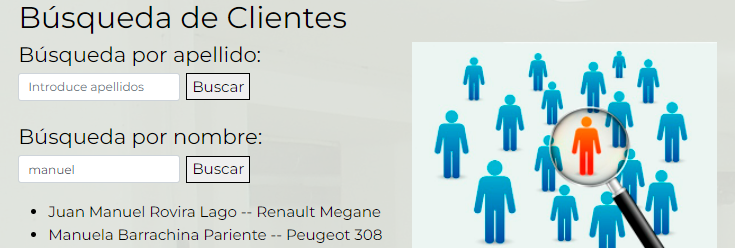 Búsqueda de Clientes
Búsqueda por apellido:
Introduce apellidos
Buscar
Búsqueda por nombre:
manuel
Buscar
Juan Manuel Rovira Lago -- Renault Megane
Manuela Barrachina Pariente -- Peugeot 308